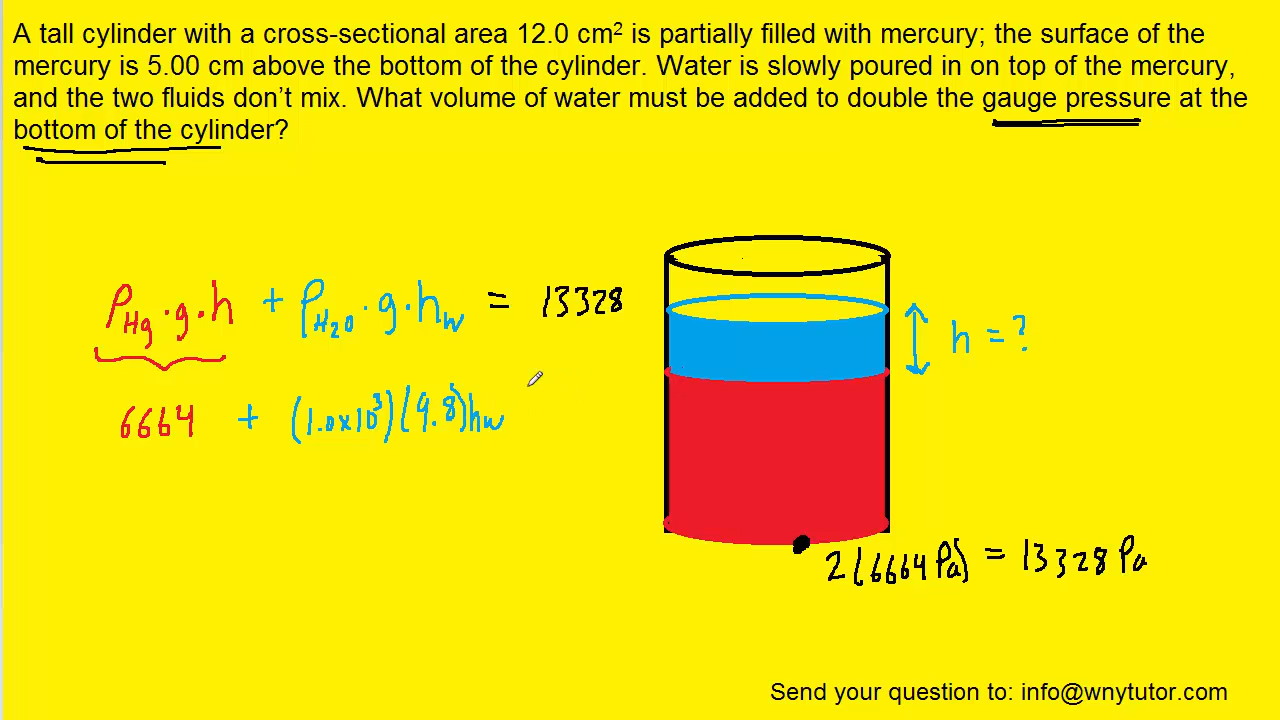 A tall cylinder with a cross-sectional area 12.0 cm² is partially filled with mercury; the surface of the
mercury is 5.00 cm above the bottom of the cylinder. Water is slowly poured in on top of the mercury,
and the two fluids don't mix. What volume of water must be added to double the gauge pressure at the
bottom of the cylinder?
ρHg · g · h + ρH₂O · g · hw = 13328
h = ?
6664 + (1.0×10³)(9.8)hw
2(6664 Pa) = 13328 Pa
Send your question to: info@wnytutor.com